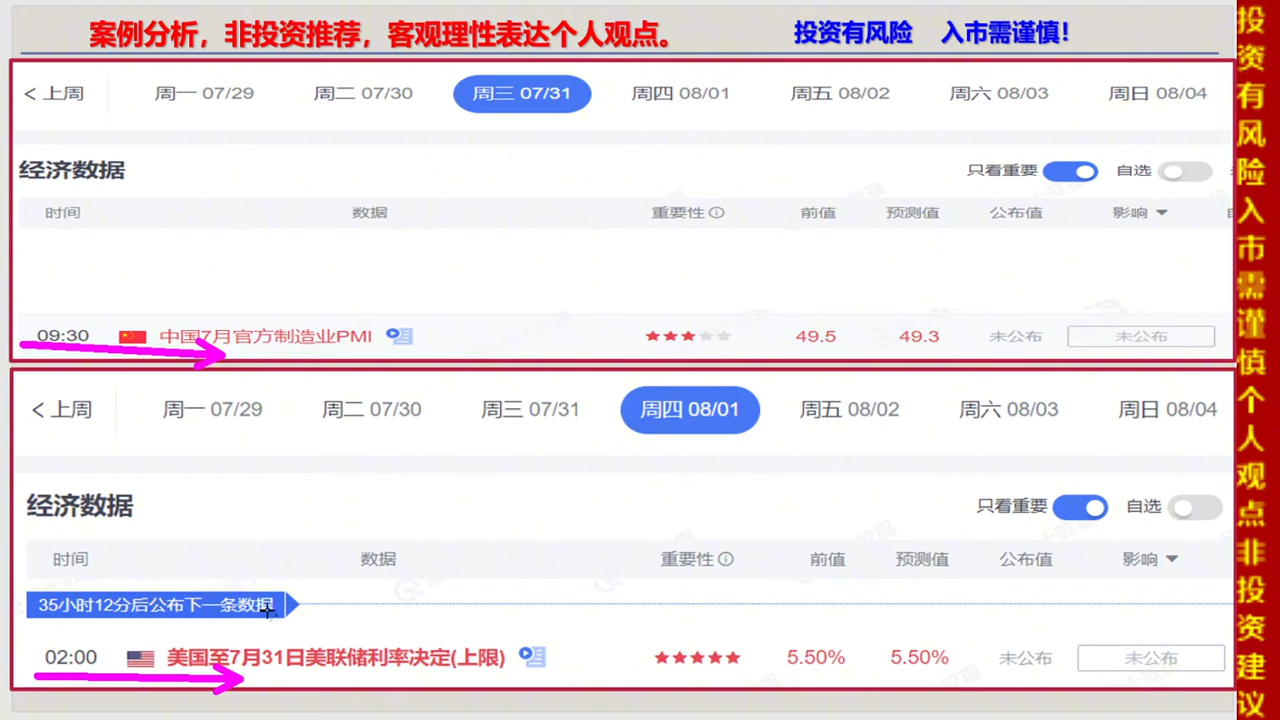 案例分析，非投资推荐，客观理性表达个人观点。 投资有风险 入市需谨慎！
< 上周 周一 07/29 周二 07/30 周三 07/31 周四 08/01 周五 08/02 周六 08/03 周日 08/04
经济数据 只看重要 自选
时间 数据 重要性 前值 预测值 公布值 影响
09:30 中国7月官方制造业PMI ★★★☆☆ 49.5 49.3 未公布 未公布
< 上周 周一 07/29 周二 07/30 周三 07/31 周四 08/01 周五 08/02 周六 08/03 周日 08/04
经济数据 只看重要 自选
时间 数据 重要性 前值 预测值 公布值 影响
35小时12分后公布下一条数据
02:00 美国至7月31日美联储利率决定(上限) ★★★★★ 5.50% 5.50% 未公布 未公布
投资有风险入市需谨慎个人观点非投资建议